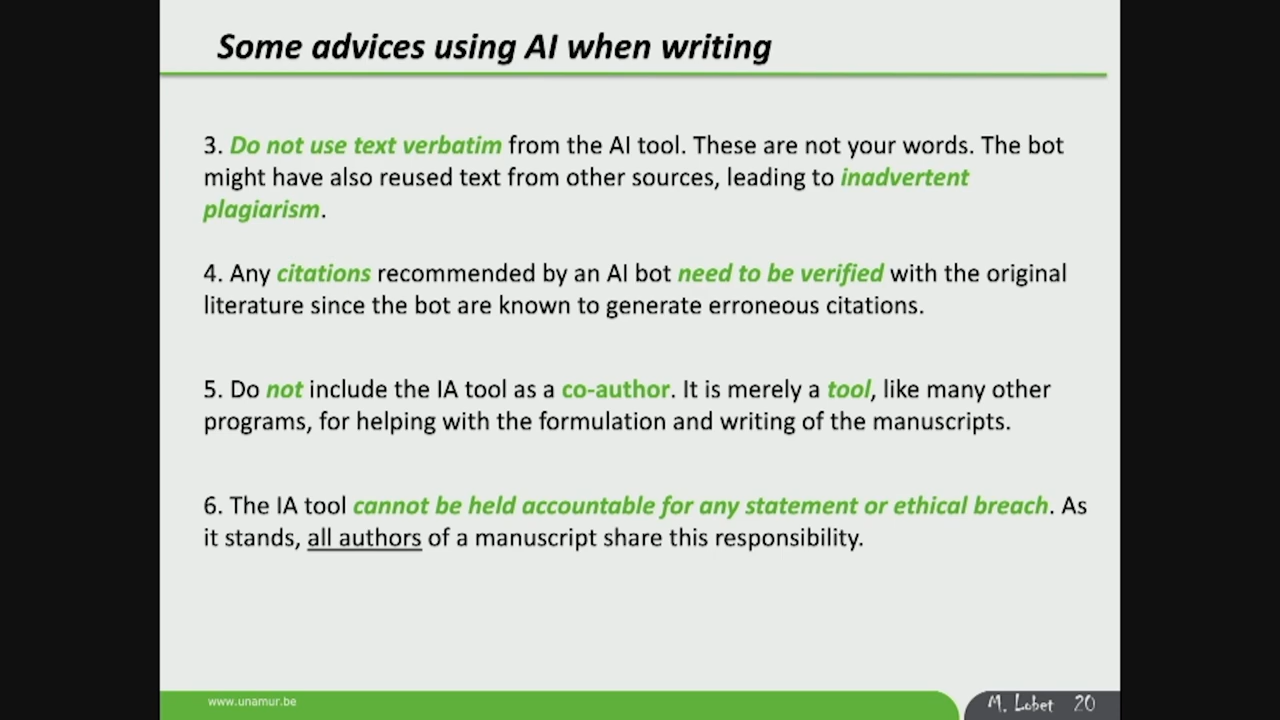 Some advices using AI when writing
3. Do not use text verbatim from the AI tool. These are not your words. The bot
might have also reused text from other sources, leading to inadvertent
plagiarism.
4. Any citations recommended by an AI bot need to be verified with the original
literature since the bot are known to generate erroneous citations.
5. Do not include the IA tool as a co-author. It is merely a tool, like many other
programs, for helping with the formulation and writing of the manuscripts.
6. The IA tool cannot be held accountable for any statement or ethical breach. As
it stands, all authors of a manuscript share this responsibility.
www.unamur.be
M. Lobet 20